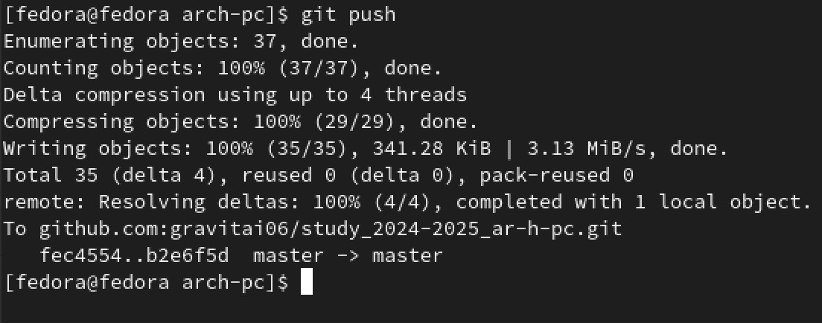 [fedora@fedora arch-pc]$ git push
Enumerating objects: 37, done.
Counting objects: 100% (37/37), done.
Delta compression using up to 4 threads
Compressing objects: 100% (29/29), done.
Writing objects: 100% (35/35), 341.28 KiB | 3.13 MiB/s, done.
Total 35 (delta 4), reused 0 (delta 0), pack-reused 0
remote: Resolving deltas: 100% (4/4), completed with 1 local object.
To github.com:gravitai06/study_2024-2025_ar-h-pc.git
   fec4554..b2e6f5d  master -> master
[fedora@fedora arch-pc]$